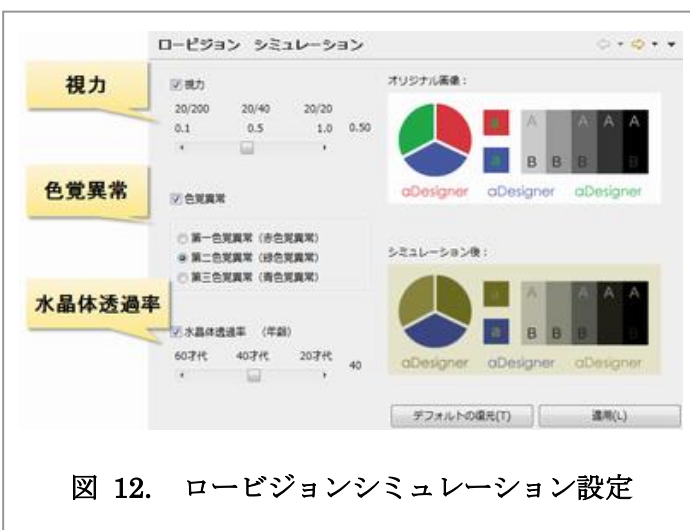 ロービジョン シミュレーション
視力
視力
20/200 20/40 20/20
0.1 0.5 1.0 0.50
色覚異常
色覚異常
第一色覚異常（赤色覚異常）
第二色覚異常（緑色覚異常）
第三色覚異常（青色覚異常）
水晶体透過率
水晶体透過率 （年齢）
60才代 40才代 20才代 40
オリジナル画像：
a A A A A
a B B B B
aDesigner aDesigner aDesigner
シミュレーション後：
a A A A A
a B B B B
aDesigner aDesigner aDesigner
デフォルトの復元(T) 適用(L)
図 12. ロービジョンシミュレーション設定